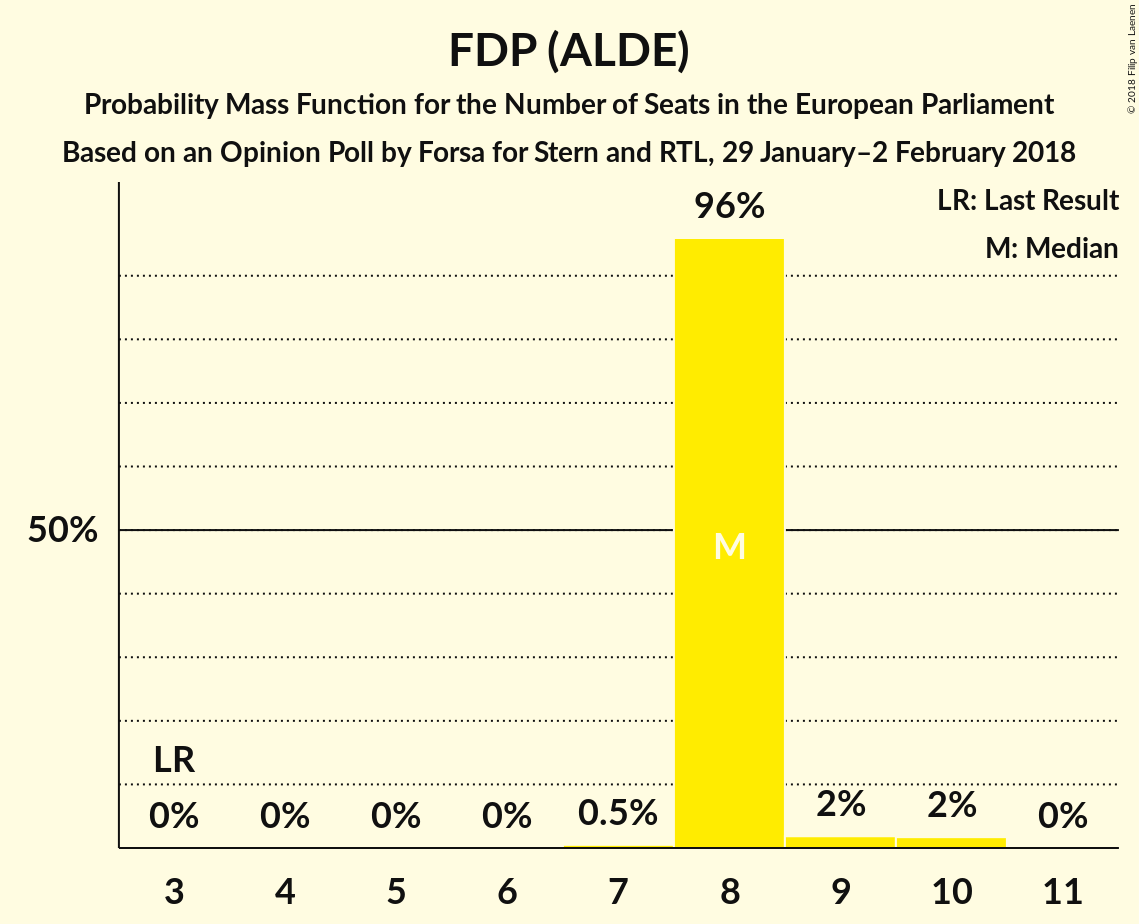 FDP (ALDE)
Probability Mass Function for the Number of Seats in the European Parliament
Based on an Opinion Poll by Forsa for Stern and RTL, 29 January–2 February 2018
© 2018 Filip van Laenen
LR: Last Result
M: Median
96%
50%
M
LR
0% 0% 0% 0% 0.5% 2% 2% 0%
3 4 5 6 7 8 9 10 11